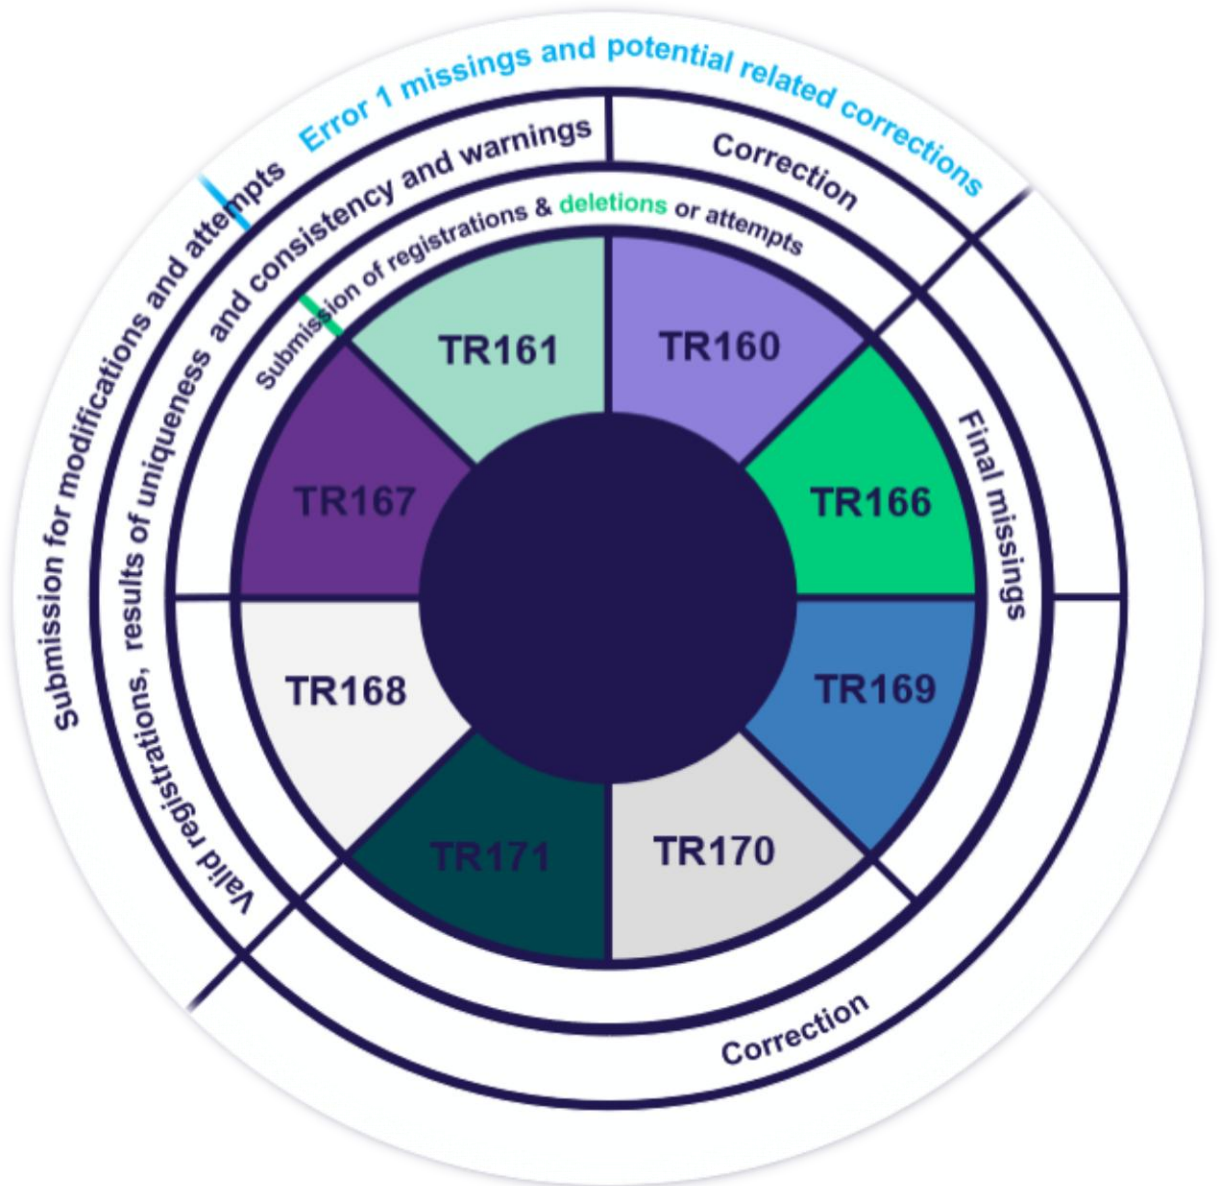 Error 1 missings and potential related corrections
Submission for modifications and attempts
Valid registrations, results of uniqueness and consistency and warnings
Correction
Submission of registrations & deletions or attempts
TR161
TR160
TR167
TR166
Final missings
TR168
TR169
TR171
TR170
Correction